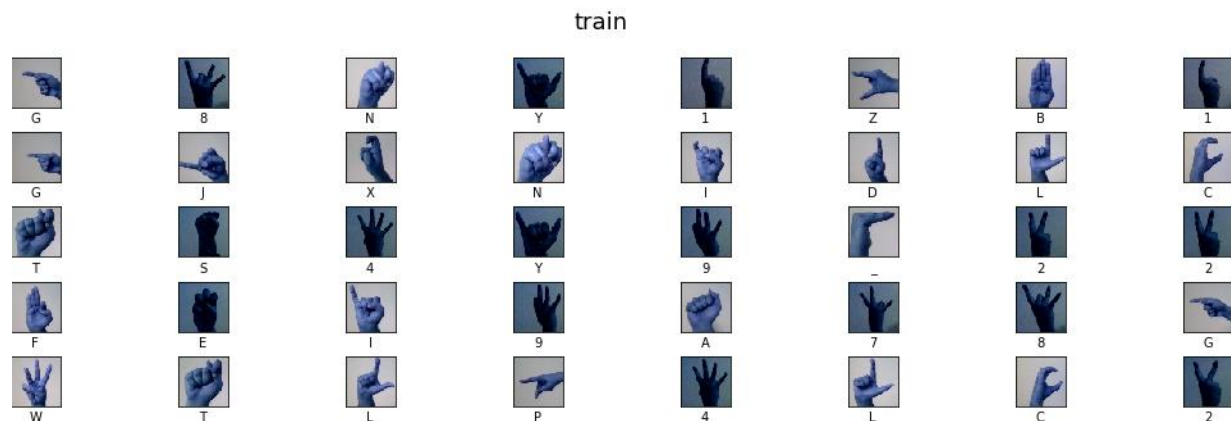 train
G 8 N Y 1 Z B 1
G J X N I D L C
T S 4 Y 9 _ 2 2
F E I 9 A 7 8 G
W T L P 4 L C 2